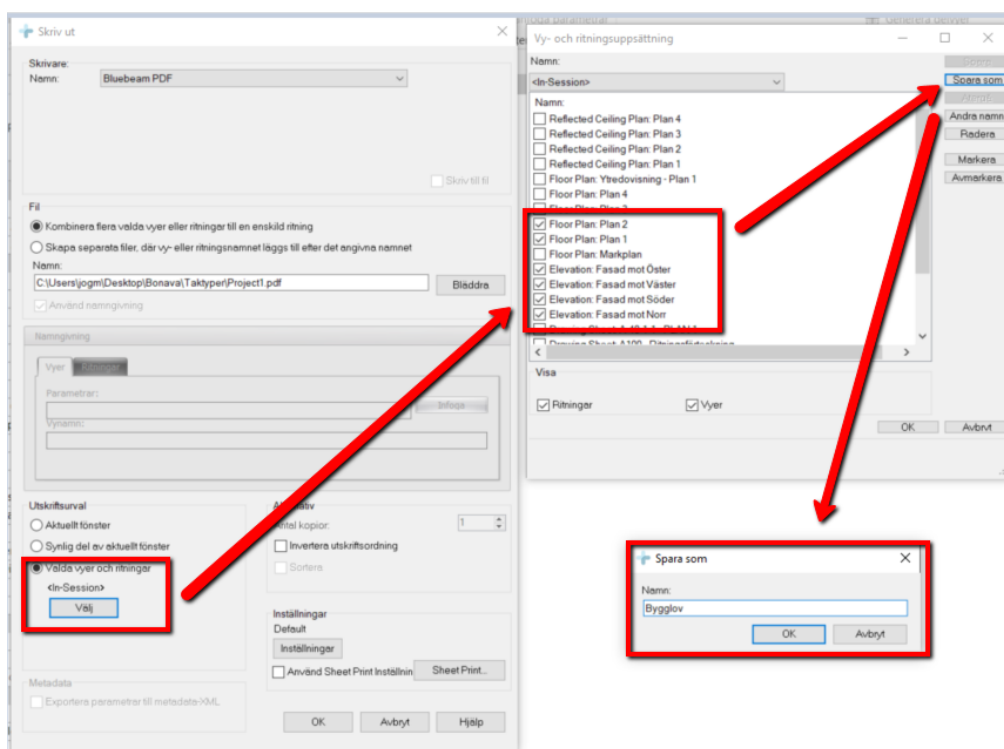 Skriv ut
Skrivare:
Namn:
Bluebeam PDF
Skriv till fil
Fil
Kombinera flera valda vyer eller ritningar till en enskild ritning
Skapa separata filer, där vy- eller ritningsnamnet läggs till efter det angivna namnet
Namn:
C:\Users\jogm\Desktop\Bonava\Taktyper\Project1.pdf
Bläddra
Använd namngivning
Namngivning
Vyer
Ritningar
Parametrar:
Infoga
Vynamn:
Utskriftsurval
Aktuellt fönster
Synlig del av aktuellt fönster
Valda vyer och ritningar
<In-Session>
Välj
Metadata
Exportera parametrar till metadata-XML
Antal kopior:
1
Invertera utskriftsordning
Sortera
Inställningar
Default
Inställningar
Använd Sheet Print Inställnin
Sheet Print...
OK
Avbryt
Hjälp
Vy- och ritningsuppsättning
Namn:
<In-Session>
Namn:
Reflected Ceiling Plan: Plan 4
Reflected Ceiling Plan: Plan 3
Reflected Ceiling Plan: Plan 2
Reflected Ceiling Plan: Plan 1
Floor Plan: Ytredovisning - Plan 1
Floor Plan: Plan 4
Floor Plan: Plan 2
Floor Plan: Plan 1
Floor Plan: Markplan
Elevation: Fasad mot Öster
Elevation: Fasad mot Väster
Elevation: Fasad mot Söder
Elevation: Fasad mot Norr
Spara
Spara som
Ändra namn
Radera
Markera
Avmarkera
Visa
Ritningar
Vyer
OK
Avbryt
Spara som
Namn:
Bygglov
OK
Avbryt